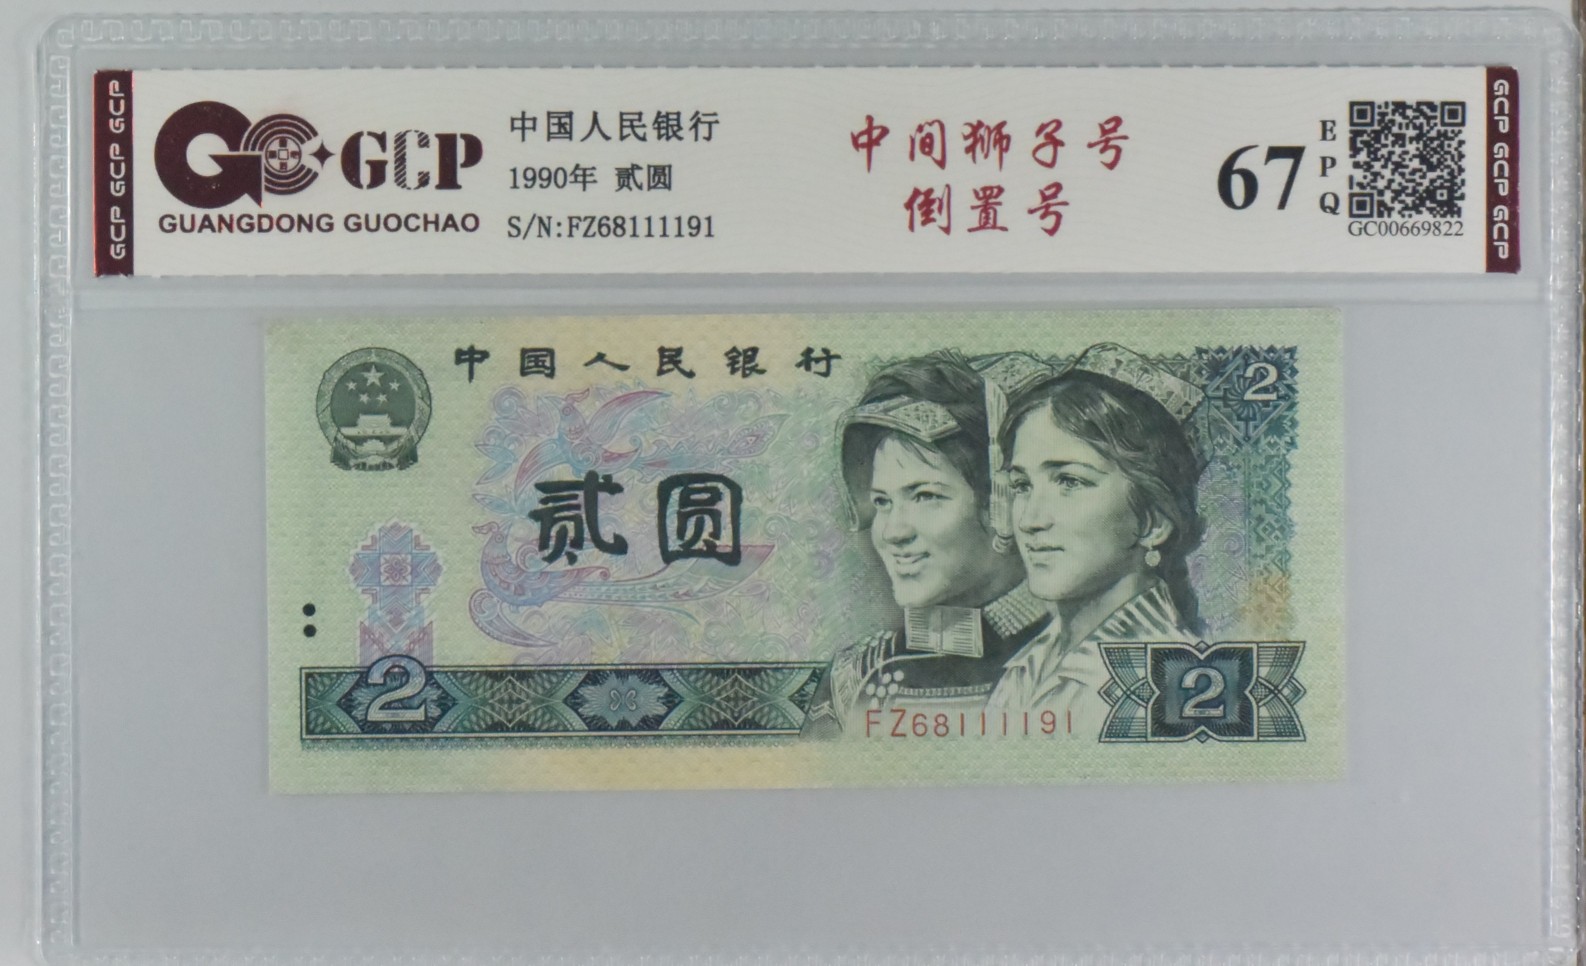 GCP GCP GCP
GCP
GUANGDONG GUOCHAO
中国人民银行
1990年 贰圆
S/N:FZ68111191
中间狮子号
倒置号
67
EPQ
GC00669822
GCP GCP GCP
中国人民银行
2
贰圆
2
FZ68111191
2